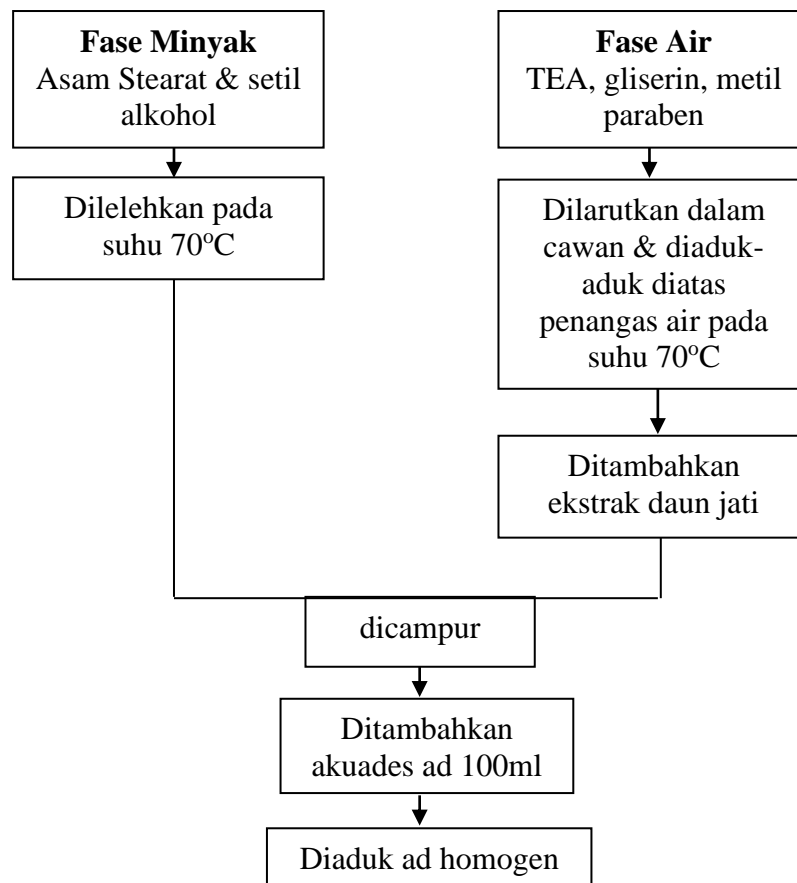 Fase Minyak
Asam Stearat & setil
alkohol
Fase Air
TEA, gliserin, metil
paraben
Dilelehkan pada
suhu 70°C
Dilarutkan dalam
cawan & diaduk-
aduk diatas
penangas air pada
suhu 70°C
Ditambahkan
ekstrak daun jati
dicampur
Ditambahkan
akuades ad 100ml
Diaduk ad homogen